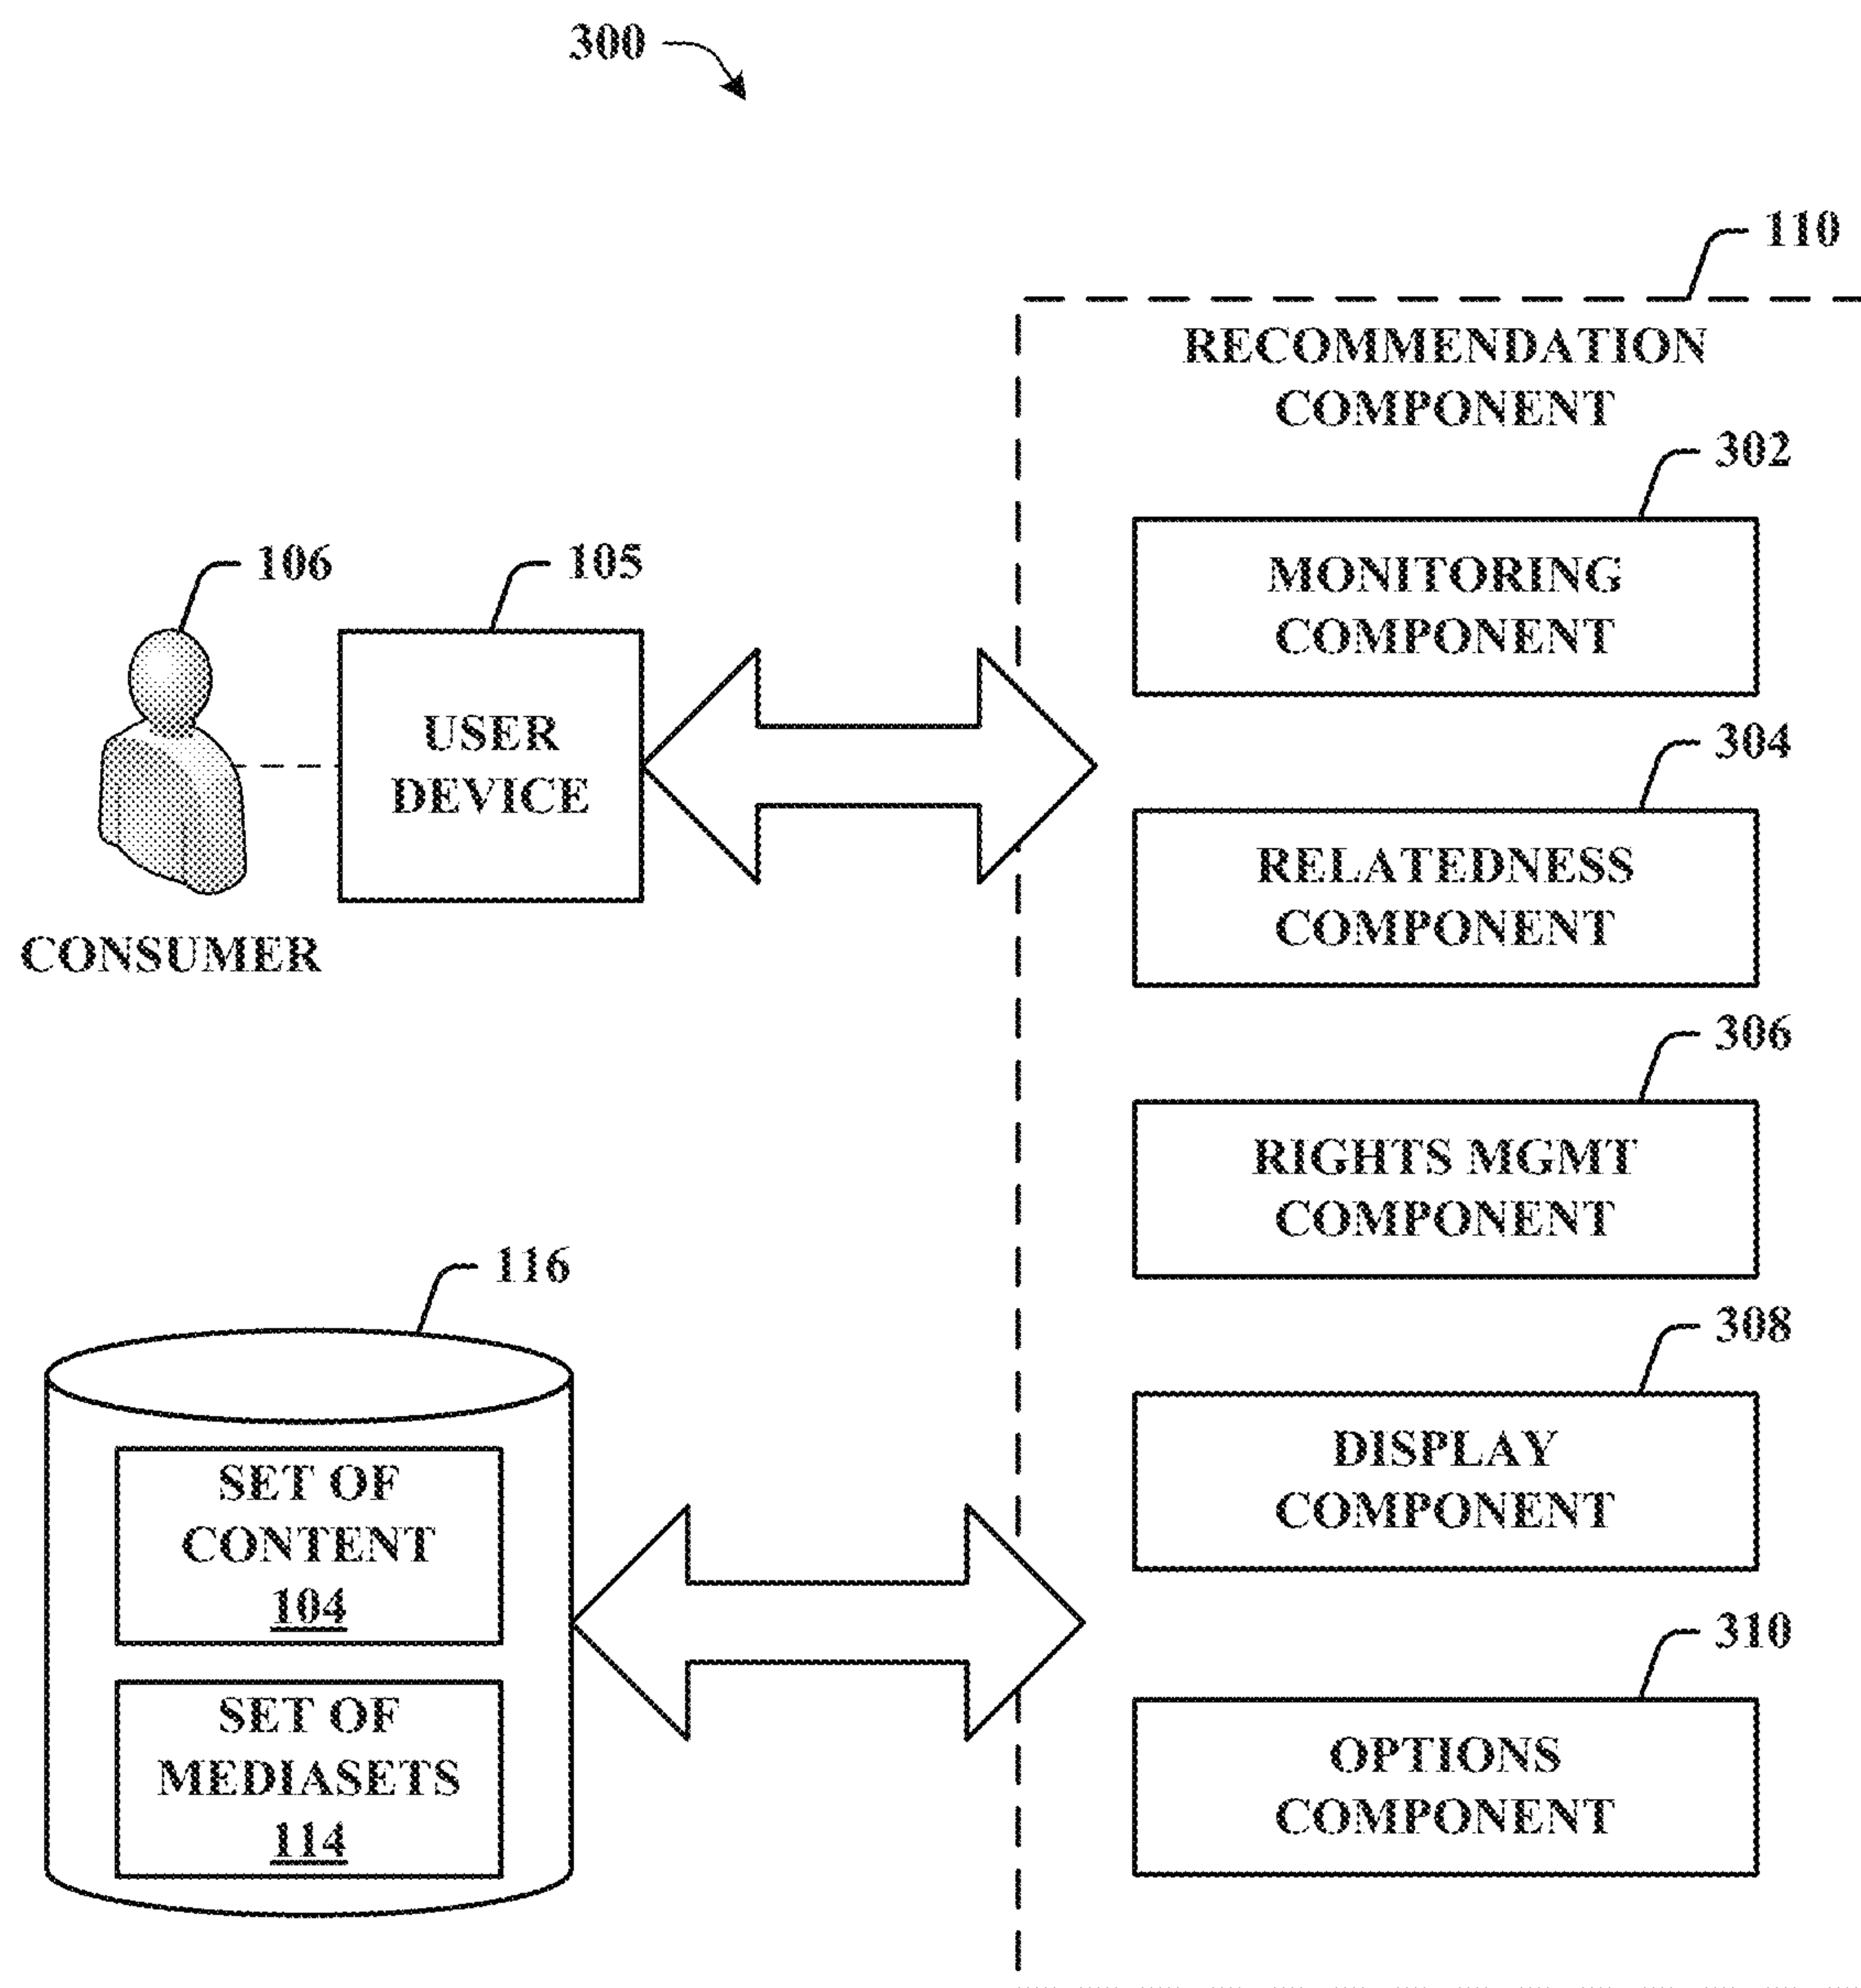 300
110
RECOMMENDATION
COMPONENT
302
MONITORING
COMPONENT
106
105
USER
DEVICE
CONSUMER
304
RELATEDNESS
COMPONENT
306
RIGHTS MGMT
COMPONENT
116
SET OF
CONTENT
104
SET OF
MEDIASETS
114
308
DISPLAY
COMPONENT
310
OPTIONS
COMPONENT